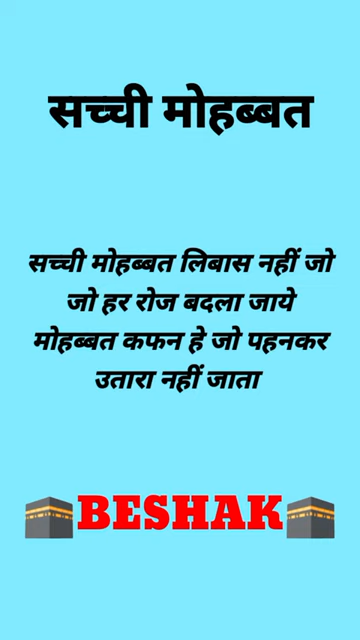 सच्ची मोहब्बत
सच्ची मोहब्बत लिबास नहीं जो
जो हर रोज बदला जाये
मोहब्बत कफन हे जो पहनकर
उतारा नहीं जाता
BESHAK